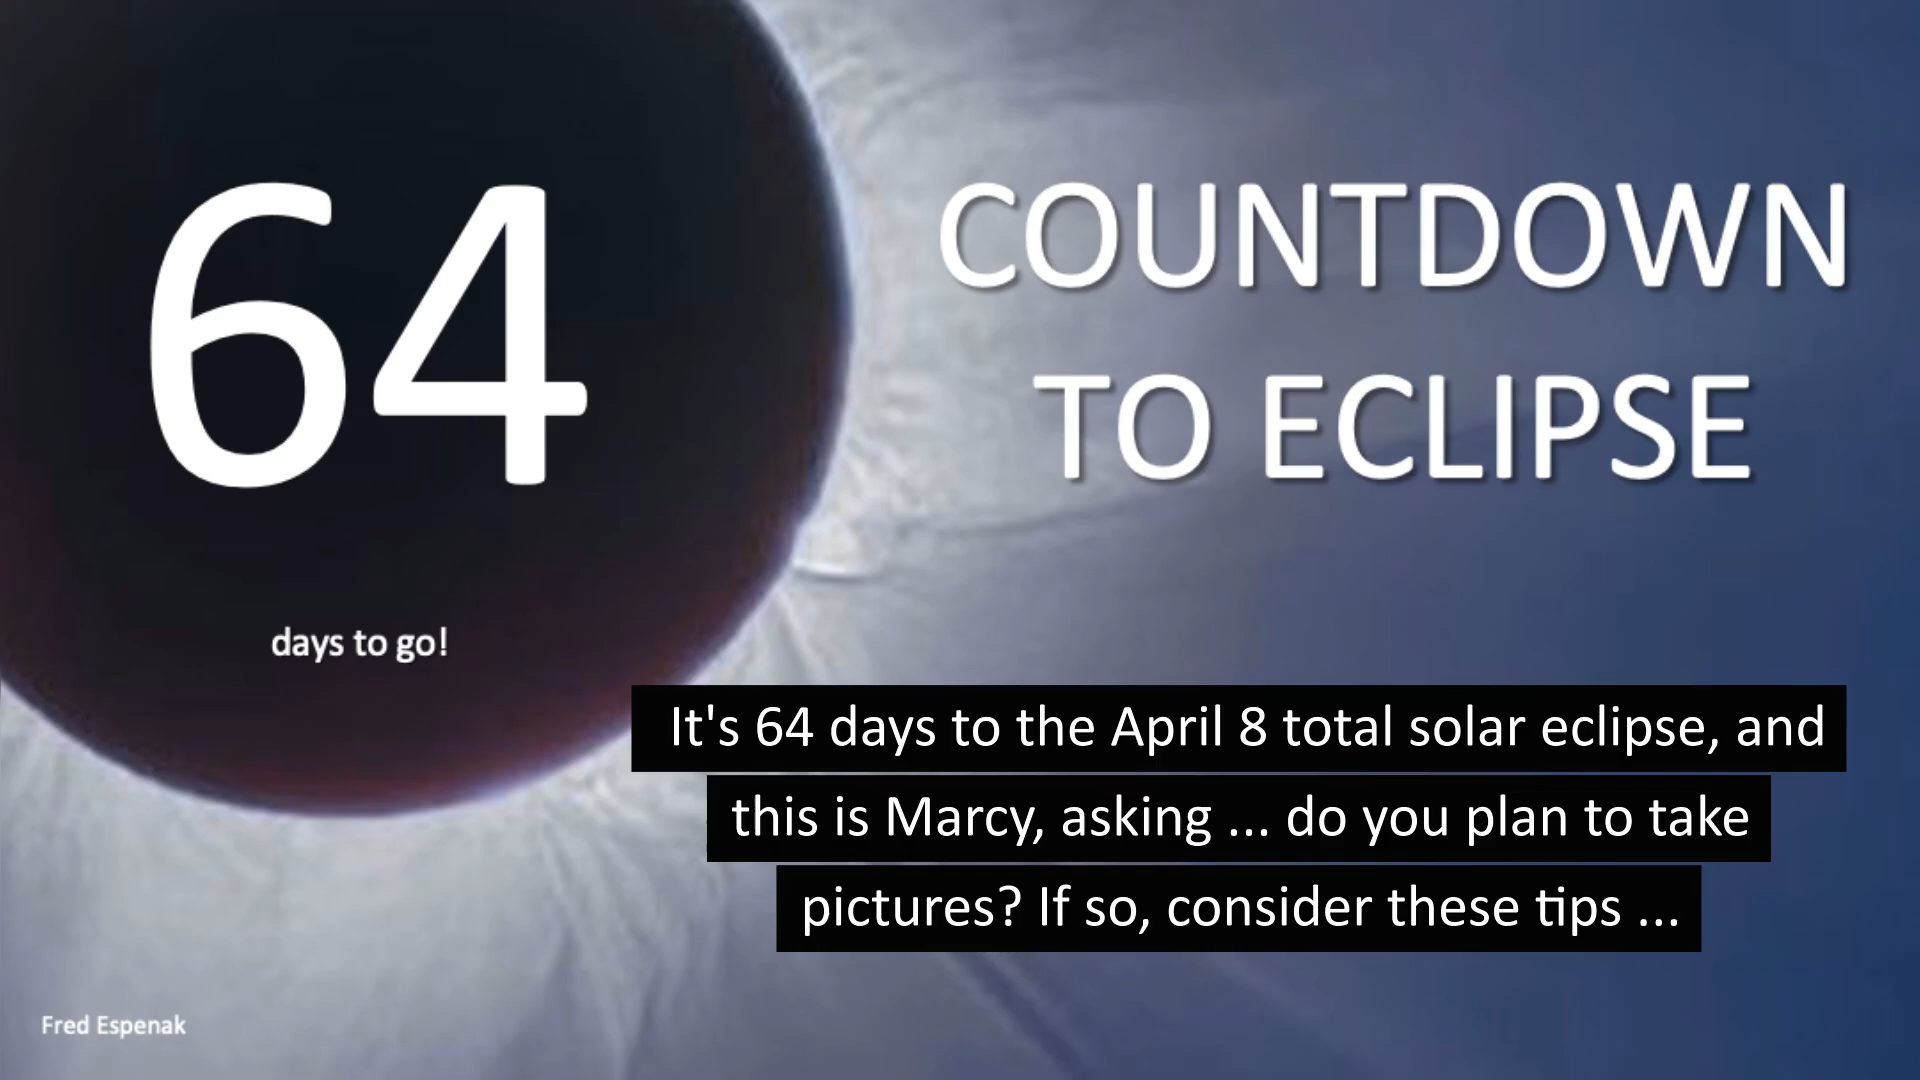 64
days to go!
COUNTDOWN
TO ECLIPSE
It's 64 days to the April 8 total solar eclipse, and
this is Marcy, asking ... do you plan to take
pictures? If so, consider these tips ...
Fred Espenak